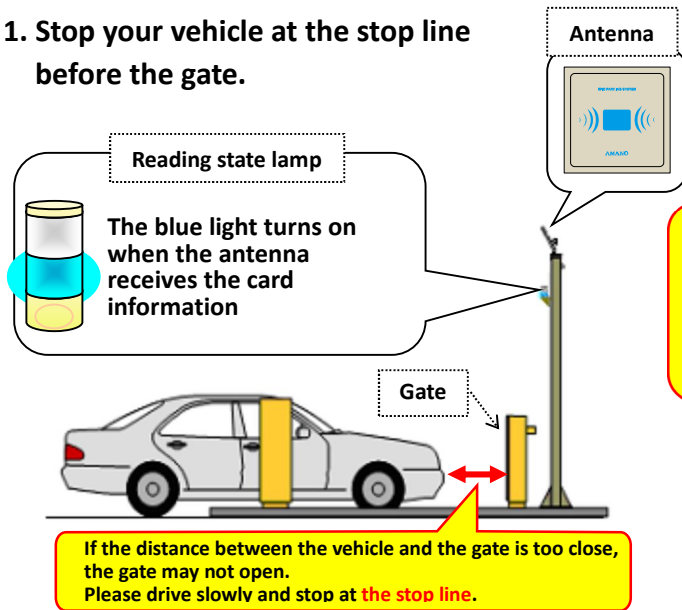 1. Stop your vehicle at the stop line
before the gate.
Antenna
AMANO
Reading state lamp
The blue light turns on
when the antenna
receives the card
information
Gate
If the distance between the vehicle and the gate is too close,
the gate may not open.
Please drive slowly and stop at the stop line.